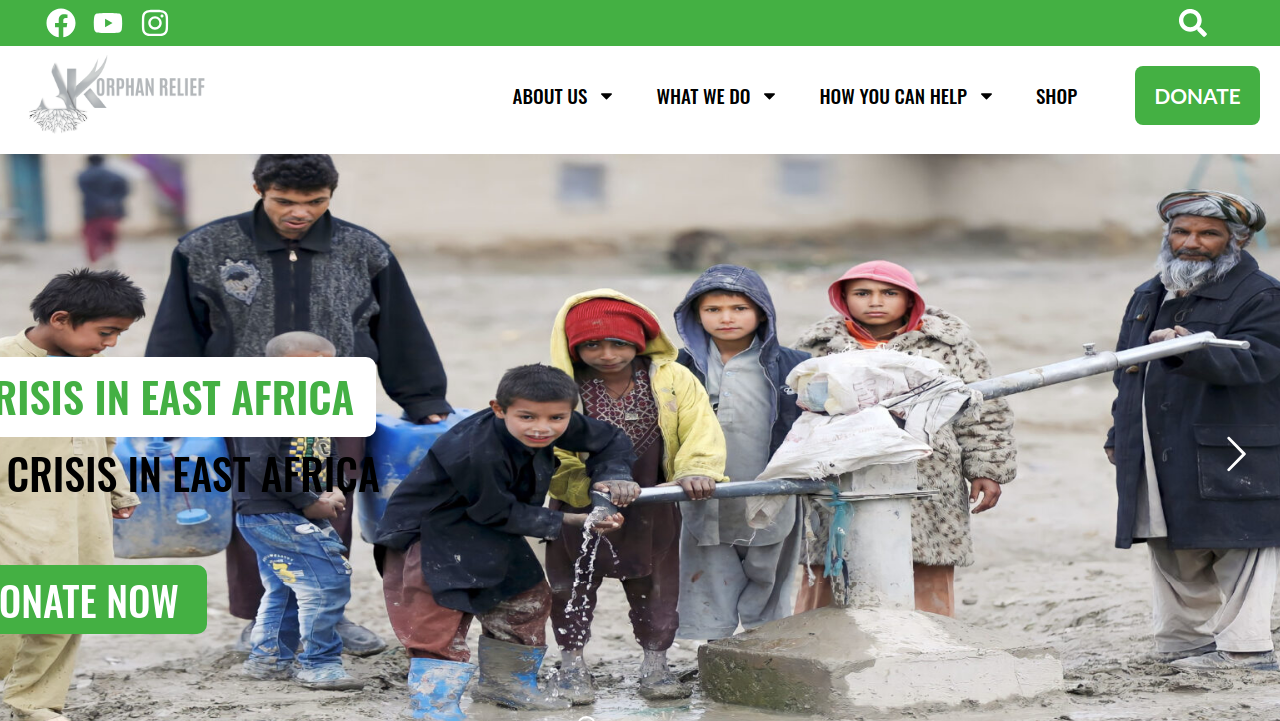 ORPHAN RELIEF
ABOUT US
WHAT WE DO
HOW YOU CAN HELP
SHOP
DONATE
RISIS IN EAST AFRICA
CRISIS IN EAST AFRICA
ONATE NOW